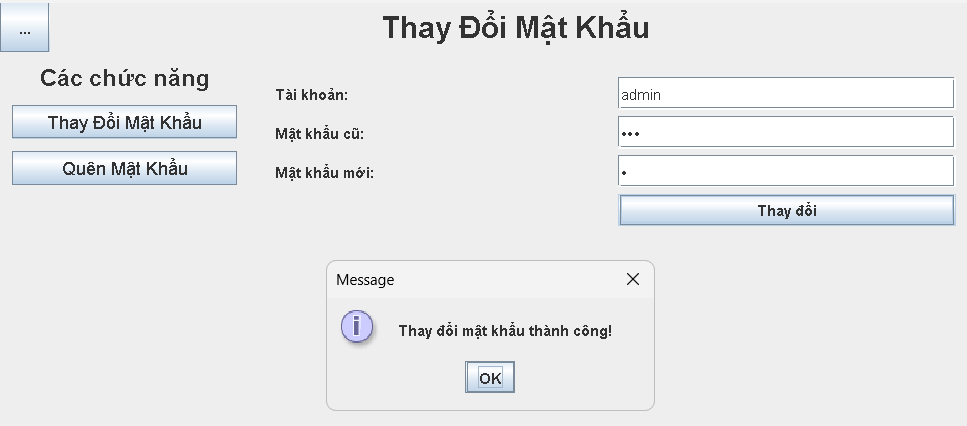 ...
Thay Đổi Mật Khẩu
Các chức năng
Thay Đổi Mật Khẩu
Quên Mật Khẩu
Tài khoản:
admin
Mật khẩu cũ:
•••
Mật khẩu mới:
•
Thay đổi
Message
i
Thay đổi mật khẩu thành công!
OK